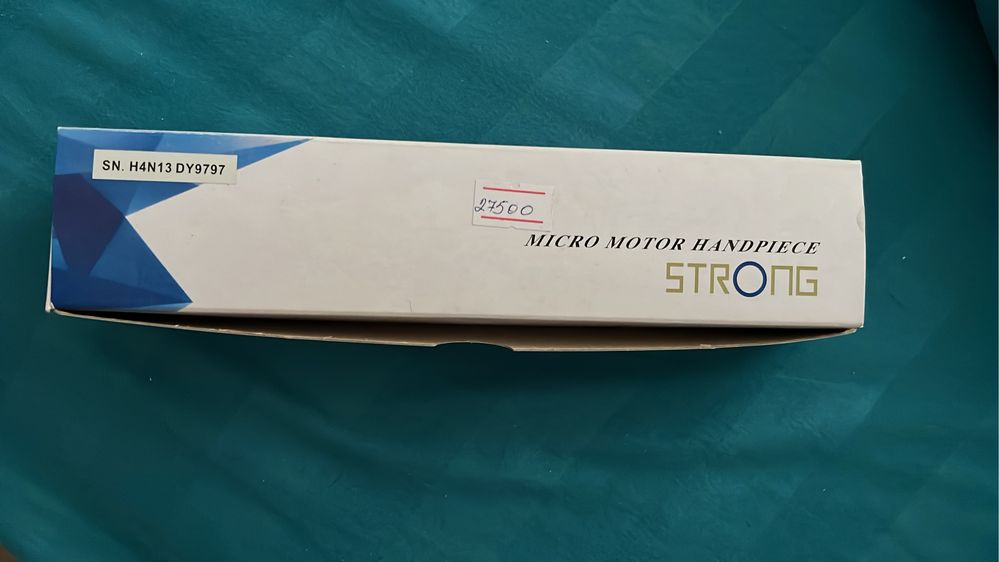 SN. H4N13 DY9797
27500
MICRO MOTOR HANDPIECE
STRONG